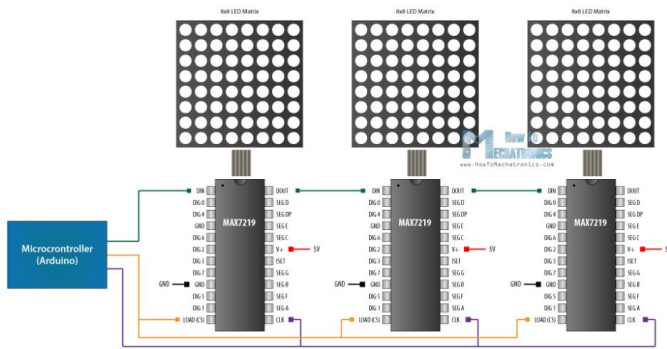 8x8 LED Matrix
8x8 LED Matrix
8x8 LED Matrix
How To
MECHATRONICS
www.HowToMechatronics.com
Microcrontroller
(Arduino)
MAX7219
DIN
DIG 0
DIG 4
GND
DIG 6
DIG 2
DIG 3
DIG 7
GND
GND
DIG 5
DIG 1
LOAD (CS)
DOUT
SEG D
SEG DP
SEG E
SEG C
V+
5V
ISET
SEG G
SEG B
SEG F
SEG A
CLK
MAX7219
DIN
DIG 0
DIG 4
GND
DIG 6
DIG 2
DIG 3
DIG 7
GND
GND
DIG 5
DIG 1
LOAD (CS)
DOUT
SEG D
SEG DP
SEG E
SEG C
V+
5V
ISET
SEG G
SEG B
SEG F
SEG A
CLK
MAX7219
DIN
DIG 0
DIG 4
GND
DIG 6
DIG 2
DIG 3
DIG 7
GND
GND
DIG 5
DIG 1
LOAD (CS)
DOUT
SEG D
SEG DP
SEG E
SEG C
V+
5V
ISET
SEG G
SEG B
SEG F
SEG A
CLK